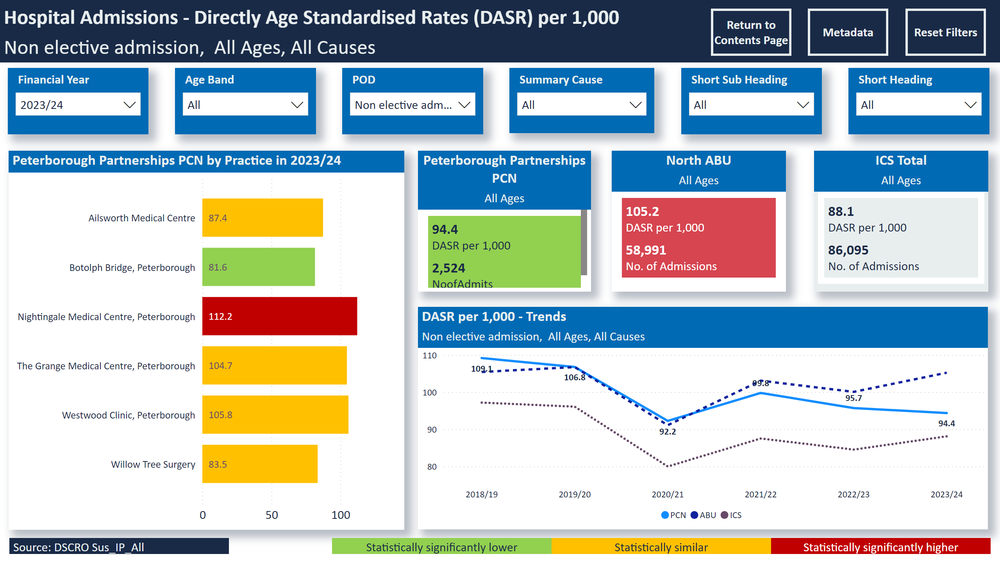 Hospital Admissions - Directly Age Standardised Rates (DASR) per 1,000
Non elective admission,  All Ages, All Causes
Return to
Contents Page
Metadata
Reset Filters
Financial Year
2023/24
Age Band
All
POD
Non elective adm...
Summary Cause
All
Short Sub Heading
All
Short Heading
All
Peterborough Partnerships PCN by Practice in 2023/24
Ailsworth Medical Centre
87.4
Botolph Bridge, Peterborough
81.6
Nightingale Medical Centre, Peterborough
112.2
The Grange Medical Centre, Peterborough
104.7
Westwood Clinic, Peterborough
105.8
Willow Tree Surgery
83.5
0
50
100
Peterborough Partnerships
PCN
All Ages
94.4
DASR per 1,000
2,524
NoofAdmits
North ABU
All Ages
105.2
DASR per 1,000
58,991
No. of Admissions
ICS Total
All Ages
88.1
DASR per 1,000
86,095
No. of Admissions
DASR per 1,000 - Trends
Non elective admission,  All Ages, All Causes
110
100
90
80
109.1
106.8
92.2
99.8
95.7
94.4
2018/19
2019/20
2020/21
2021/22
2022/23
2023/24
PCN
ABU
ICS
Source: DSCRO Sus_IP_All
Statistically significantly lower
Statistically similar
Statistically significantly higher